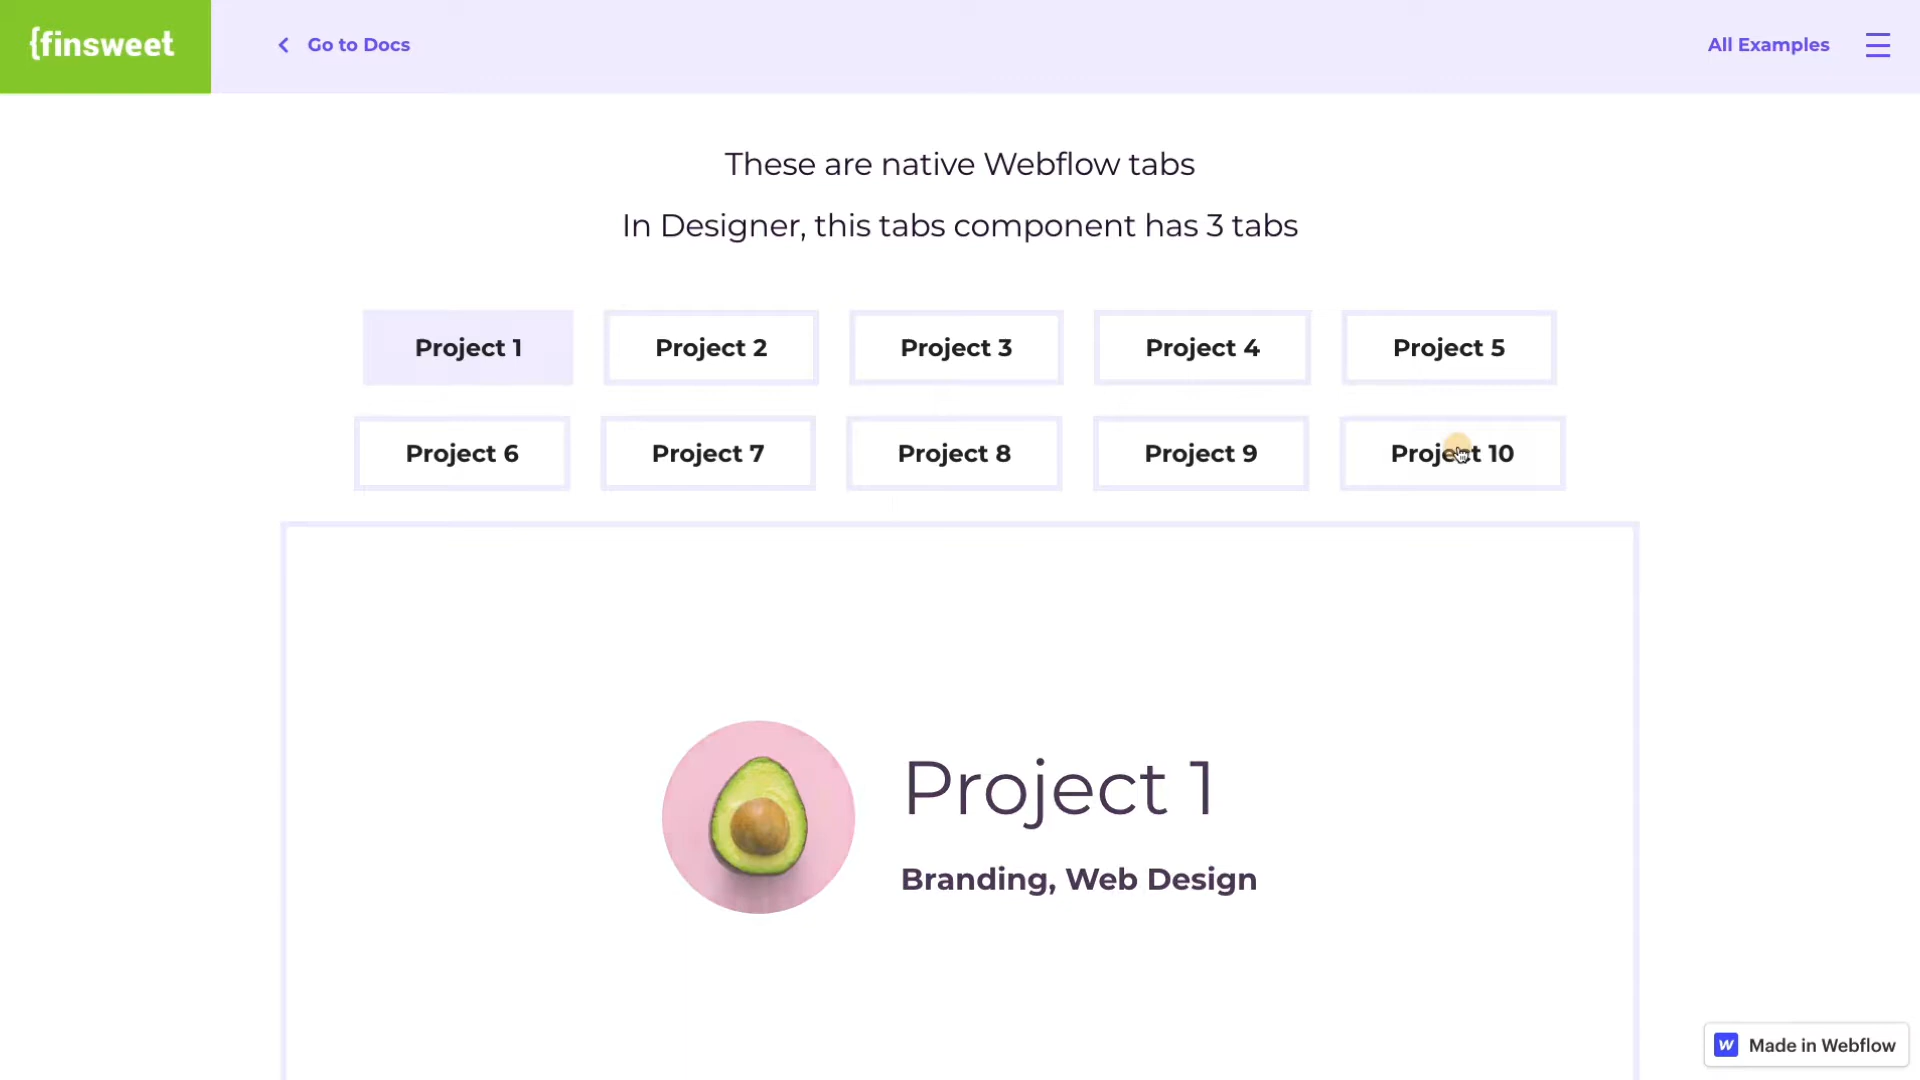 {finsweet
Go to Docs
All Examples
These are native Webflow tabs
In Designer, this tabs component has 3 tabs
Project 1
Project 2
Project 3
Project 4
Project 5
Project 6
Project 7
Project 8
Project 9
Project 10
Project 1
Branding, Web Design
W Made in Webflow